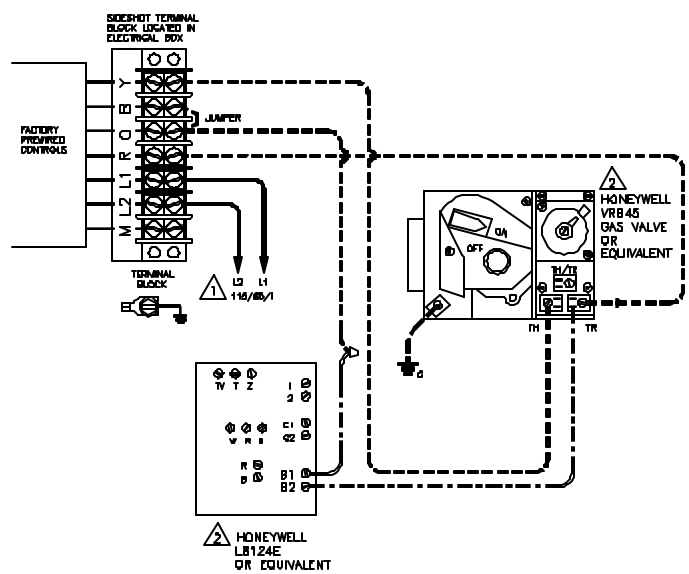 SIDESHOT TERMINAL
BLOCK LOCATED IN
ELECTRICAL BOX
Y
B
JUMPER
FACTORY
PREWIRED
CONTROLS
R
L1
L2
M
TERMINAL
BLOCK
1
L2 L1
115/60/1
2
HONEYWELL
VR845
GAS VALVE
OR
EQUIVALENT
ON
OFF
TH/TR
TH TR
TV T Z
1
2
C1
C2
R
B
B1
B2
2 HONEYWELL
L8124E
OR EQUIVALENT